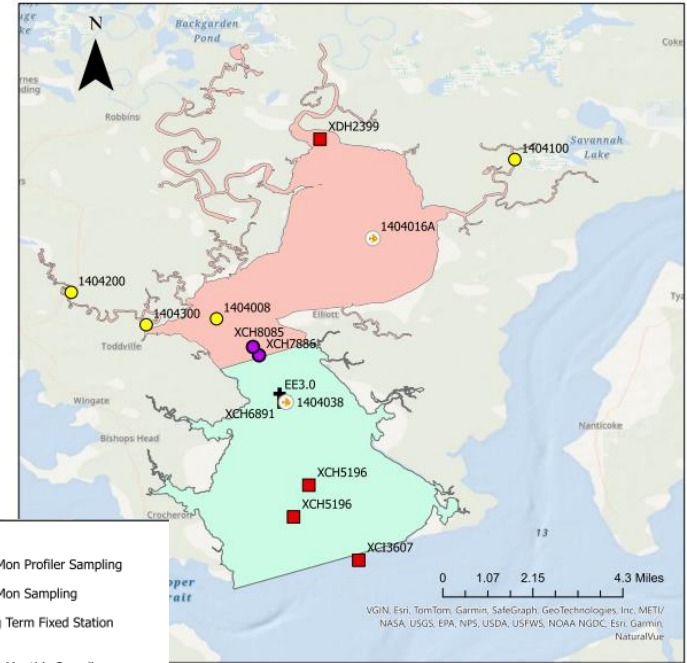 N
Backgarden
Pond
Coke
ke
ding
Robbins
XDH2399
1404100
Savannah
Lake
1404016A
1404200
1404300
1404008
Elliott
Toddville
XCH8085
XCH7886
EE3.0
1404038
XCH6891
Wingate
Bishops Head
Nanticoke
XCH5196
Crocheron
XCH5196
XCI3607
13
0 1.07 2.15 4.3 Miles
VGIN, Esri, TomTom, Garmin, SafeGraph, GeoTechnologies, Inc, METI/
NASA, USGS, EPA, NPS, USDA, USFWS, NOAA NGDC, Esri, Garmin,
NaturalVue
Mon Profiler Sampling
Mon Sampling
Term Fixed Station